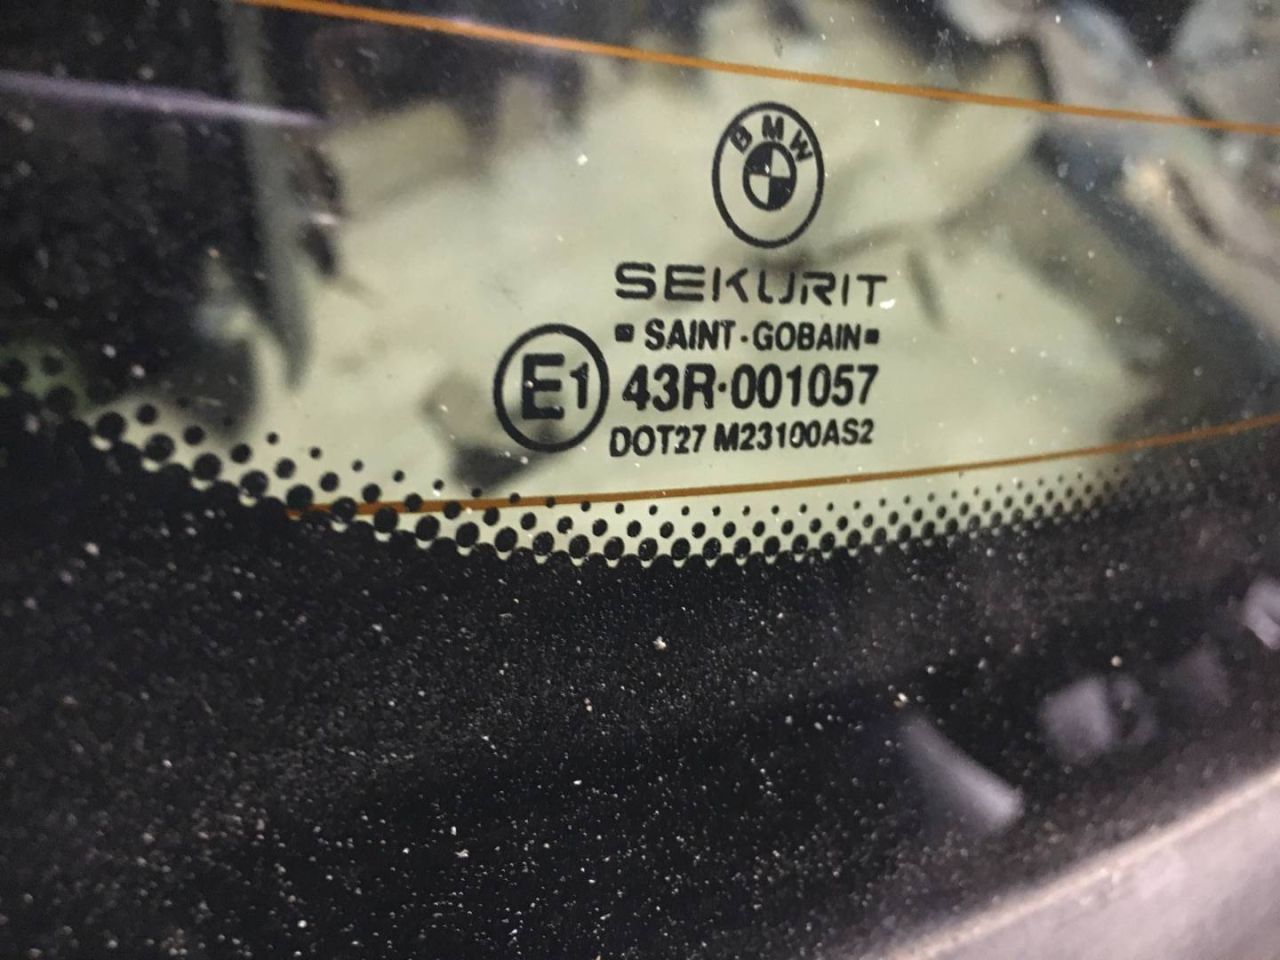 BMW
SEKURIT
SAINT-GOBAIN
E1 43R-001057
DOT27 M23100AS2